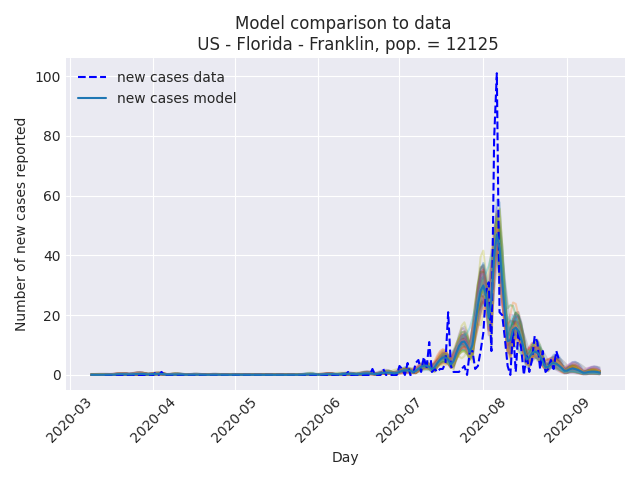 Model comparison to data
US - Florida - Franklin, pop. = 12125
new cases data
new cases model
Number of new cases reported
100
80
60
40
20
0
2020-03
2020-04
2020-05
2020-06
2020-07
2020-08
2020-09
Day